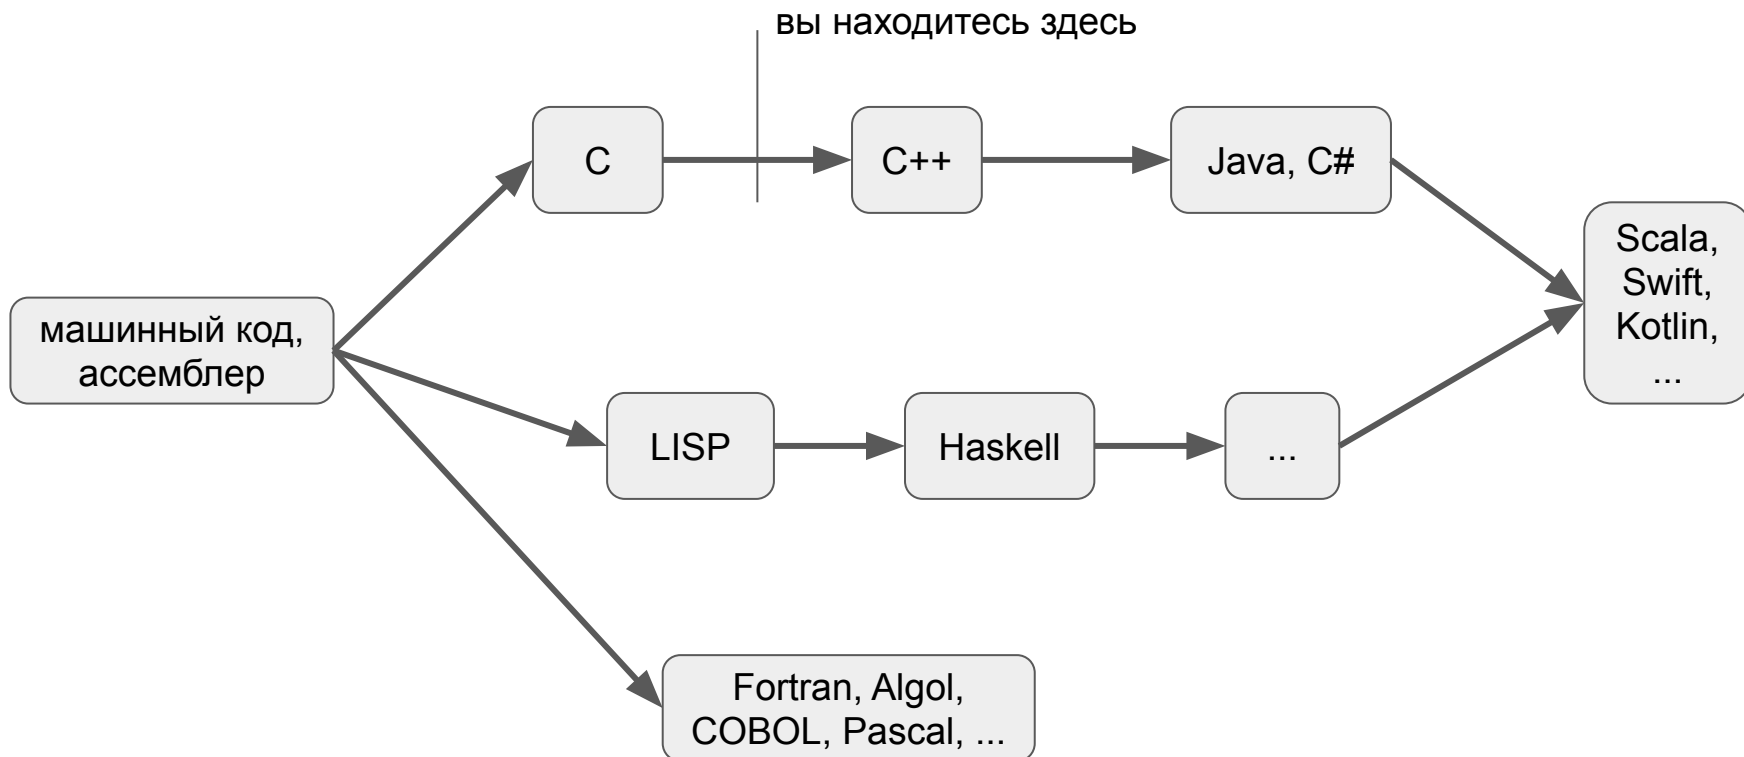 вы находитесь здесь
C
C++
Java, C#
Scala,
Swift,
Kotlin,
...
машинный код,
ассемблер
LISP
Haskell
...
Fortran, Algol,
COBOL, Pascal, ...